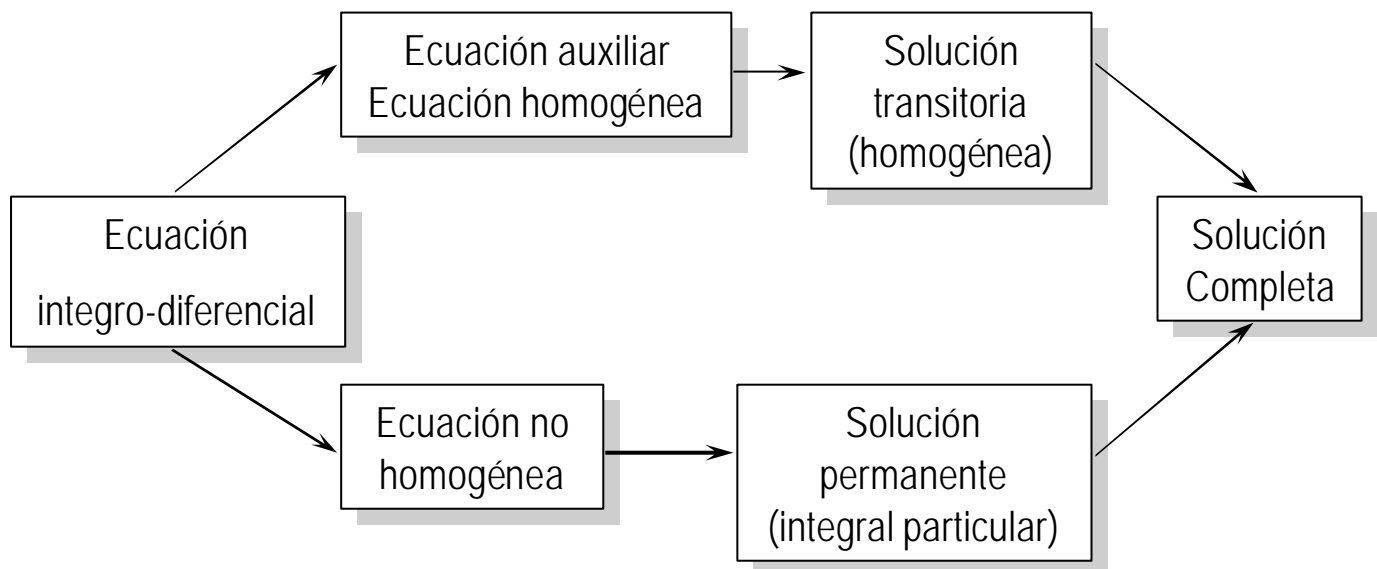 Ecuación auxiliar
Ecuación homogénea
Solución
transitoria
(homogénea)
Ecuación
integro-diferencial
Solución
Completa
Ecuación no
homogénea
Solución
permanente
(integral particular)